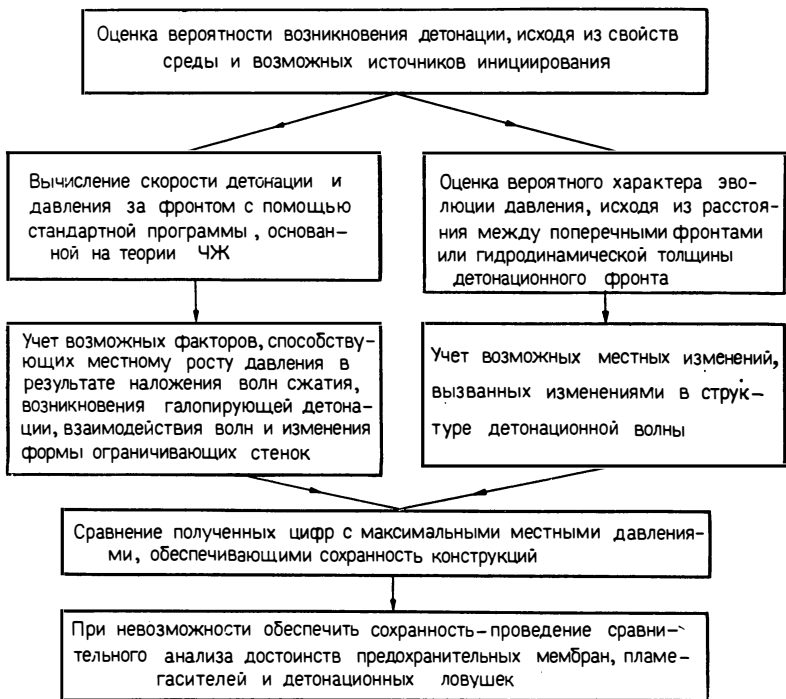 Оценка вероятности возникновения детонации, исходя из свойств
среды и возможных источников инициирования
Вычисление скорости детонации и
давления за фронтом с помощью
стандартной программы, основан-
ной на теории ЧЖ
Оценка вероятного характера эво-
люции давления, исходя из расстоя-
ния между поперечными фронтами
или гидродинамической толщины
детонационного фронта
Учет возможных факторов, способству-
ующих местному росту давления в
результате наложения волн сжатия,
возникновения галопирующей детона-
ции, взаимодействия волн и изменения
формы ограничивающих стенок
Учет возможных местных изменений,
вызванных изменениями в струк-
туре детонационной волны
Сравнение полученных цифр с максимальными местными давления-
ми, обеспечивающими сохранность конструкций
При невозможности обеспечить сохранность-проведение сравни-
тельного анализа достоинств предохранительных мембран, пламе-
гасителей и детонационных ловушек